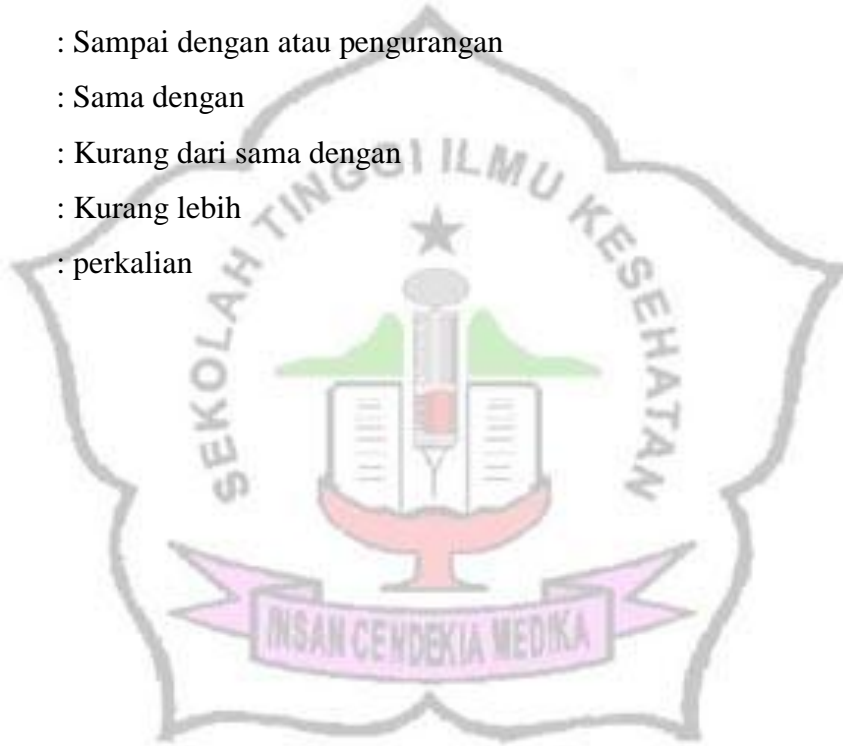 : Sampai dengan atau pengurangan
: Sama dengan
: Kurang dari sama dengan
: Kurang lebih
: perkalian
SEKOLAH TINGGI ILMU KESEHATAN
INSAN CENDEKIA MEDIKA